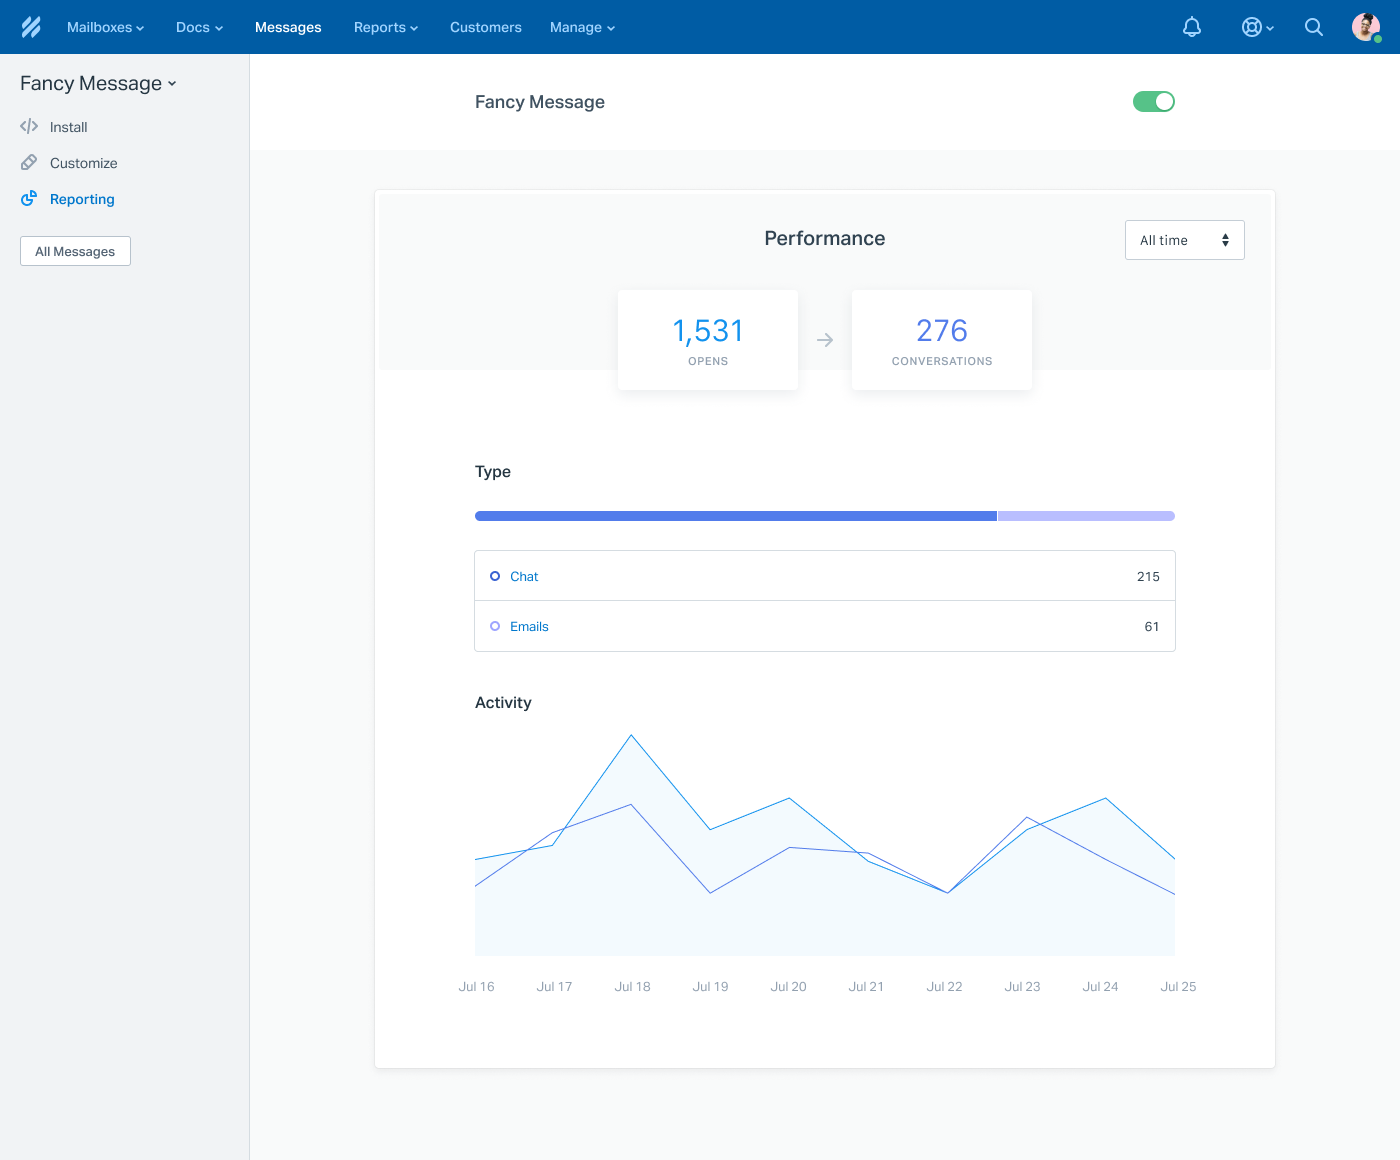 Mailboxes Docs Messages Reports Customers Manage
Fancy Message
Install
Customize
Reporting
All Messages
Fancy Message
Performance
All time
1,531
OPENS
276
CONVERSATIONS
Type
Chat 215
Emails 61
Activity
Jul 16 Jul 17 Jul 18 Jul 19 Jul 20 Jul 21 Jul 22 Jul 23 Jul 24 Jul 25